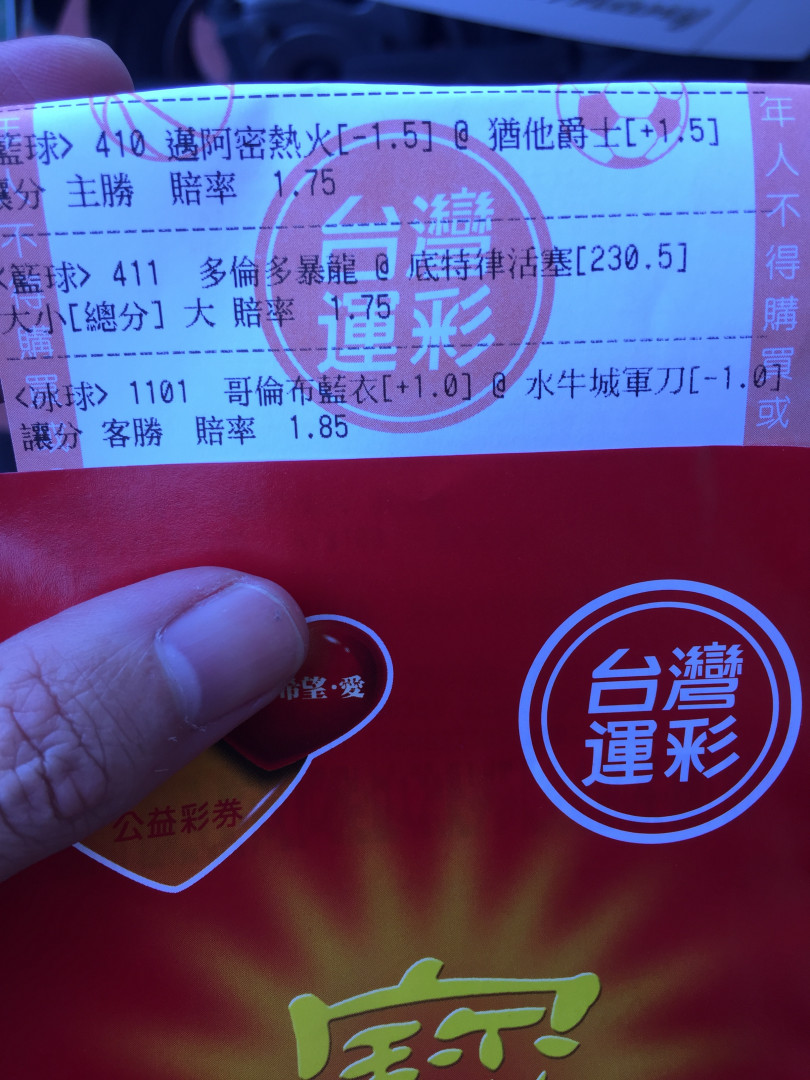 籃球> 410 邁阿密熱火[-1.5] @ 猶他爵士[+1.5]
讓分 主勝 賠率 1.75
籃球> 411 多倫多暴龍 @ 底特律活塞[230.5]
大小[總分] 大 賠率 1.75
<冰球> 1101 哥倫布藍衣[+1.0] @ 水牛城軍刀[-1.0]
讓分 客勝 賠率 1.85
台灣
運彩
年人不得購買或
不得購買
希望·愛
公益彩券
台灣
運彩